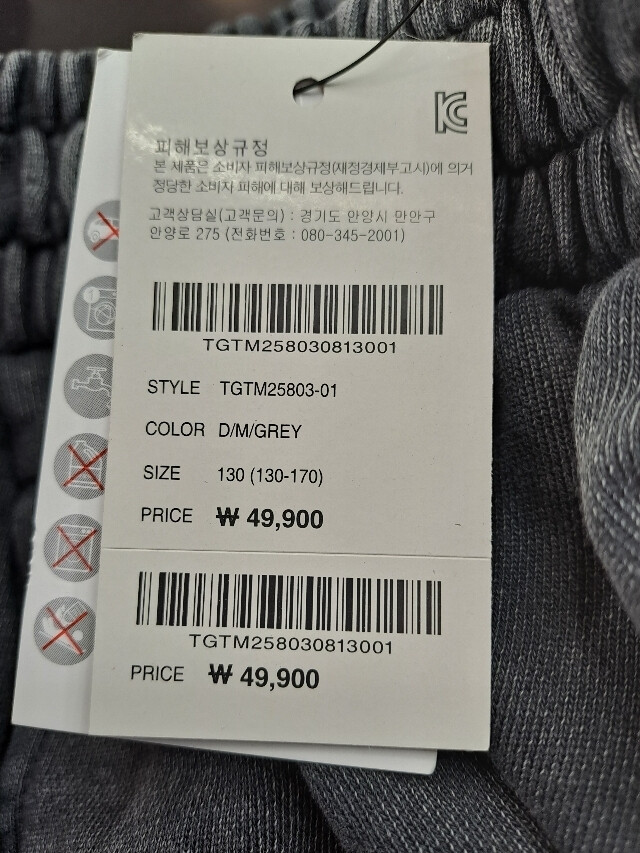 KC
피해보상규정
본 제품은 소비자 피해보상규정(재정경제부고시)에 의거
정당한 소비자 피해에 대해 보상해드립니다.
고객상담실(고객문의) : 경기도 안양시 만안구
안양로 275 (전화번호 : 080-345-2001)
TGTM258030813001
STYLE TGTM25803-01
COLOR D/M/GREY
SIZE 130 (130-170)
PRICE ₩ 49,900
TGTM258030813001
PRICE ₩ 49,900